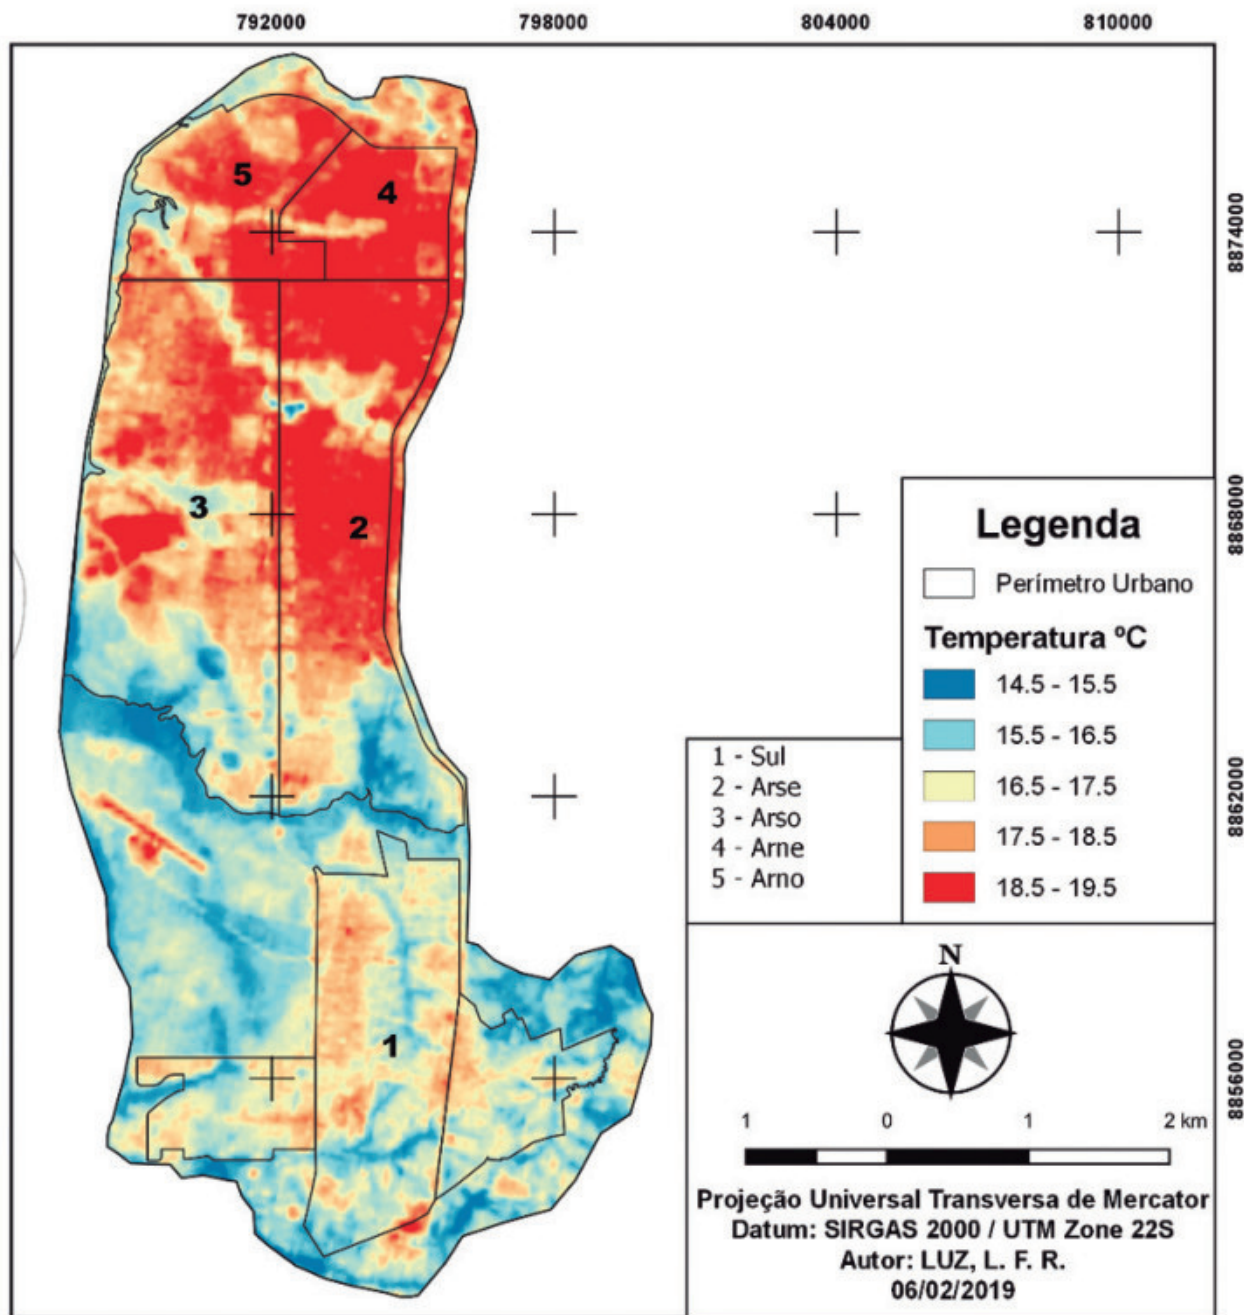 792000 798000 804000 810000
5
4
8874000
3
2
8868000
Legenda
Perímetro Urbano
Temperatura ºC
14.5 - 15.5
15.5 - 16.5
16.5 - 17.5
17.5 - 18.5
18.5 - 19.5
1 - Sul
2 - Arse
3 - Arso
4 - Arne
5 - Arno
8862000
1
N
8856000
1 0 1 2 km
Projeção Universal Transversa de Mercator
Datum: SIRGAS 2000 / UTM Zone 22S
Autor: LUZ, L. F. R.
06/02/2019